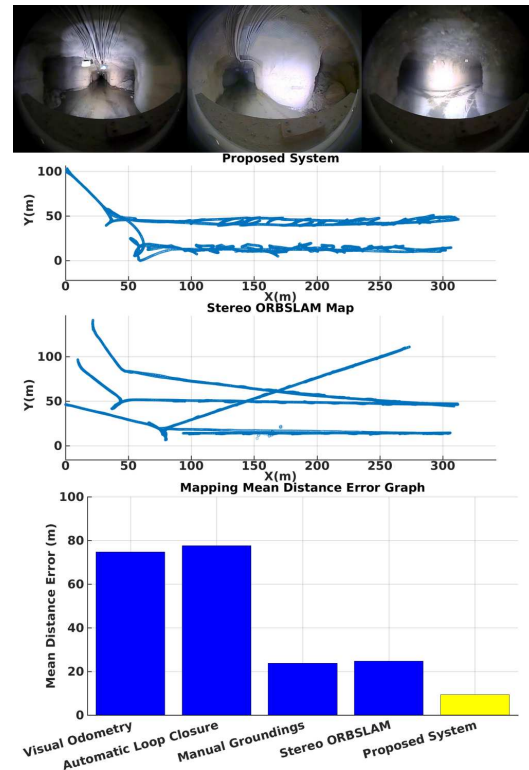 Proposed System
100
50
0
Y(m)
0 50 100 150 200 250 300
X(m)
Stereo ORBSLAM Map
100
50
0
Y(m)
0 50 100 150 200 250 300
X(m)
Mapping Mean Distance Error Graph
100
80
60
40
20
0
Mean Distance Error (m)
Visual Odometry
Automatic Loop Closure
Manual Groundings
Stereo ORBSLAM
Proposed System